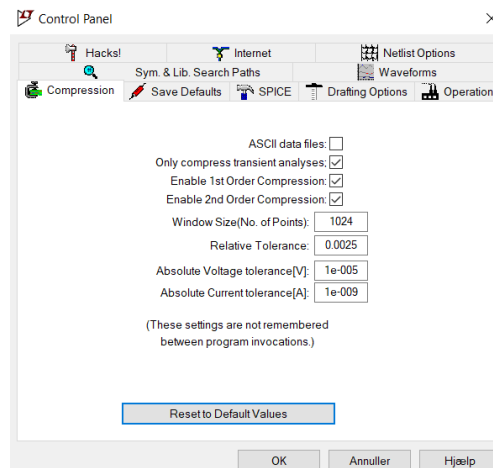 Control Panel
Hacks!
Internet
Netlist Options
Sym. & Lib. Search Paths
Waveforms
Compression
Save Defaults
SPICE
Drafting Options
Operation
ASCII data files:
Only compress transient analyses;
Enable 1st Order Compression:
Enable 2nd Order Compression:
Window Size(No. of Points): 1024
Relative Tolerance: 0.0025
Absolute Voltage tolerance[V]: 1e-005
Absolute Current tolerance[A]: 1e-009
(These settings are not remembered
between program invocations.)
Reset to Default Values
OK
Annuller
Hjælp